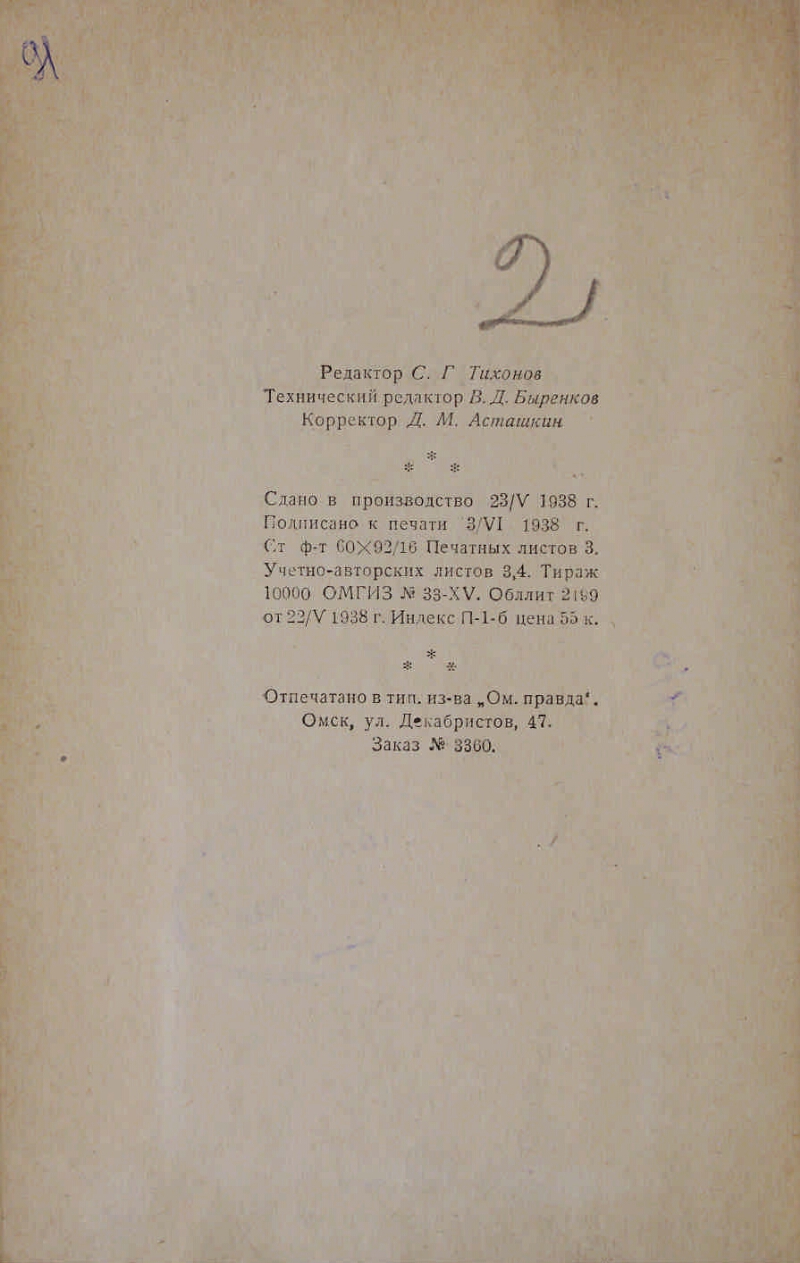 2
Редактор С. Г Тихонов
Технический редактор В. Д. Быренков
Корректор Д. М. Асташкин
*
* *
Сдано в производство 23/V 1938 г.
Подписано к печати 3/VI 1938 г.
Ст ф-т 60×92/16 Печатных листов 3.
Учетно-авторских листов 3,4. Тираж
10000 ОМГИЗ № 33-XV. Обллит
от 22/V 1938 г. Индекс П-1-б цена 55 к.
*
* *
Отпечатано в тип. из-ва „Ом. правда“.
Омск, ул. Декабристов, 47.
Заказ № 3360.